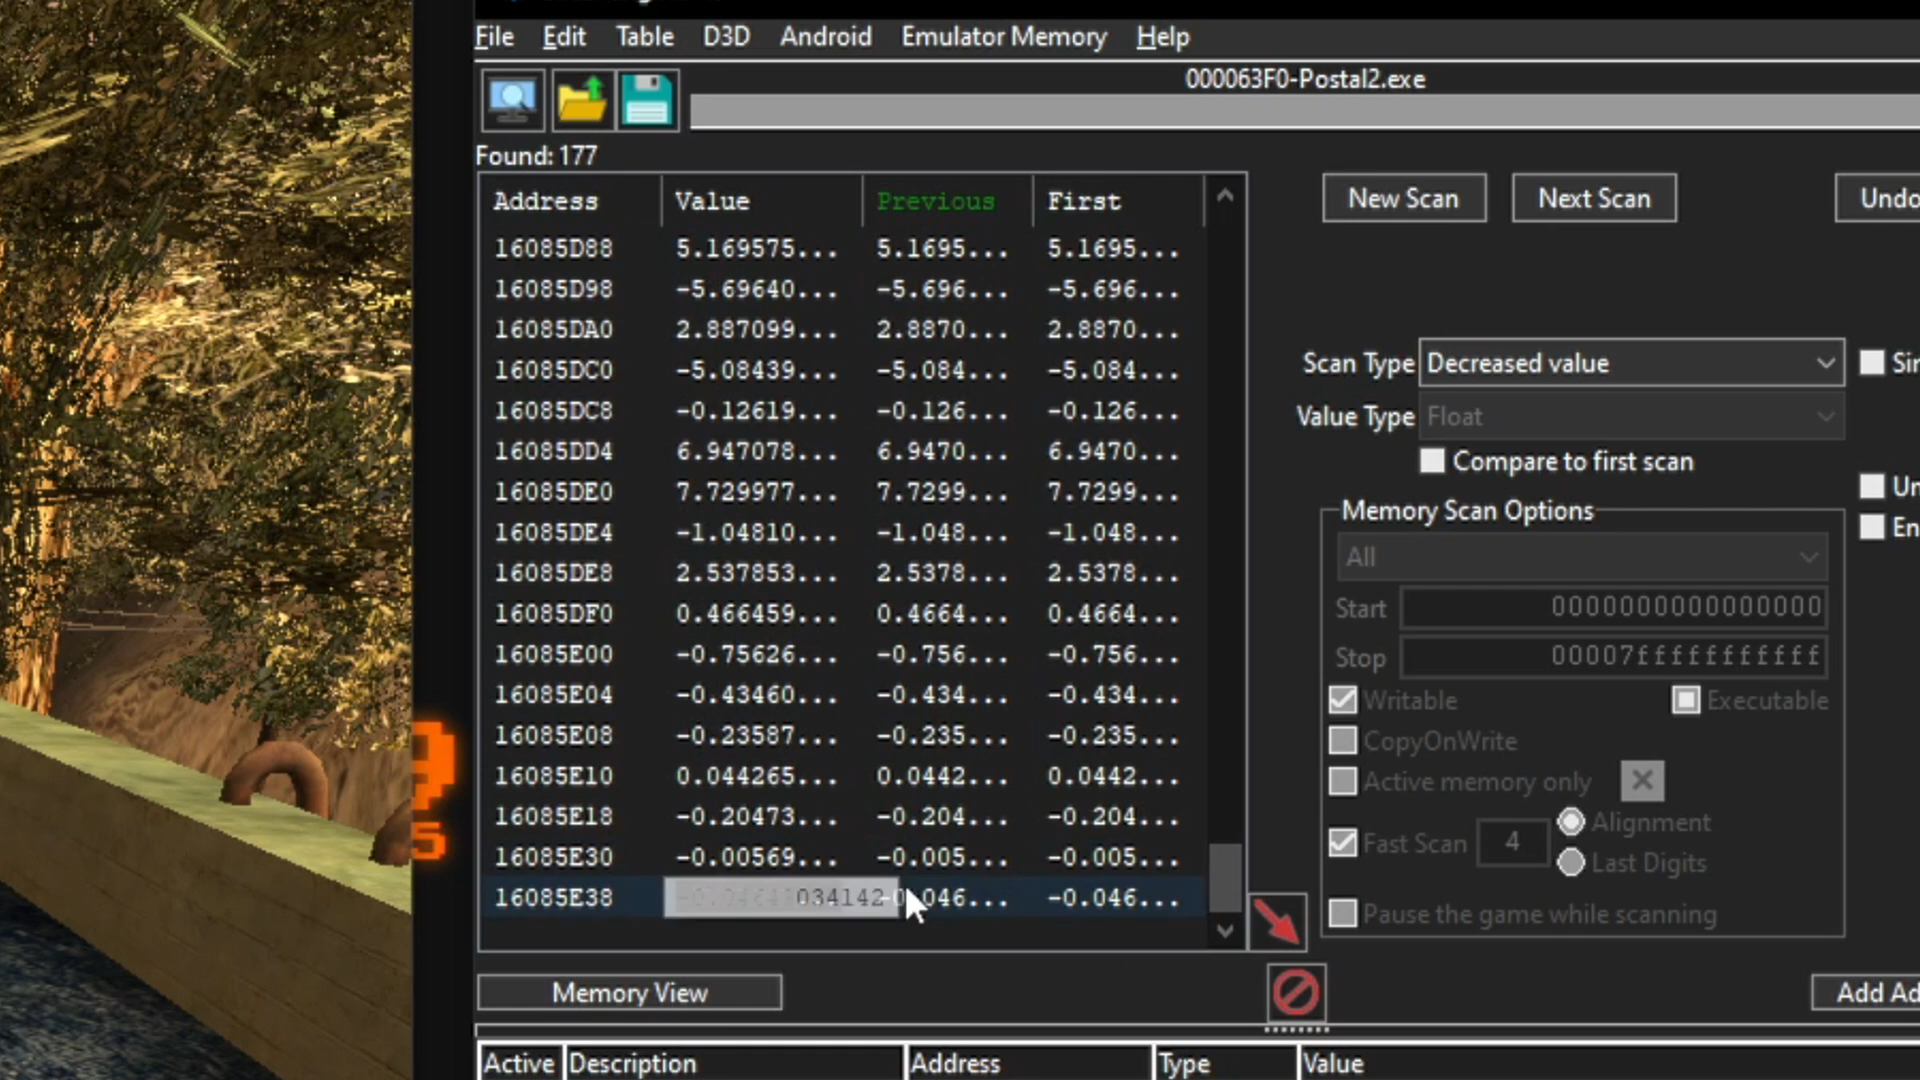 File Edit Table D3D Android Emulator Memory Help
000063F0-Postal2.exe
Found: 177
New Scan Next Scan Undo
Address Value Previous First
16085D88 5.169575... 5.1695... 5.1695...
16085D98 -5.69640... -5.696... -5.696...
16085DA0 2.887099... 2.8870... 2.8870...
16085DC0 -5.08439... -5.084... -5.084...
16085DC8 -0.12619... -0.126... -0.126...
16085DD4 6.947078... 6.9470... 6.9470...
16085DE0 7.729977... 7.7299... 7.7299...
16085DE4 -1.04810... -1.048... -1.048...
16085DE8 2.537853... 2.5378... 2.5378...
16085DF0 0.466459... 0.4664... 0.4664...
16085E00 -0.75626... -0.756... -0.756...
16085E04 -0.43460... -0.434... -0.434...
16085E08 -0.23587... -0.235... -0.235...
16085E10 0.044265... 0.0442... 0.0442...
16085E18 -0.20473... -0.204... -0.204...
16085E30 -0.00569... -0.005... -0.005...
16085E38 034142 -0.046... -0.046...
Scan Type Decreased value
Value Type Float
Compare to first scan
Memory Scan Options
All
Start 0000000000000000
Stop 00007fffffffffff
Writable Executable
CopyOnWrite
Active memory only
Fast Scan 4 Alignment
Last Digits
Pause the game while scanning
9
5
Memory View
Active Description Address Type Value